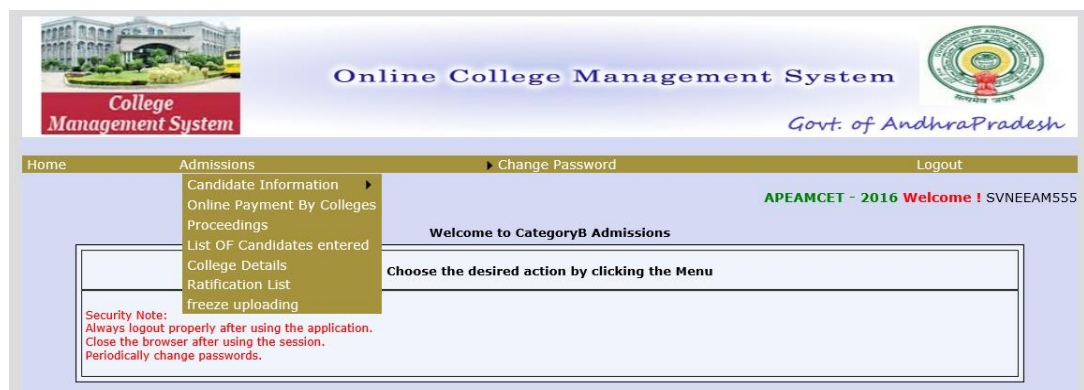 Online College Management System
College
Management System
सत्यमेव जयते
Govt. of AndhraPradesh
Home Admissions Change Password Logout
Candidate Information
Online Payment By Colleges
Proceedings
List OF Candidates entered
College Details
Ratification List
freeze uploading
APEAMCET - 2016 Welcome ! SVNEEAM555
Welcome to CategoryB Admissions
Choose the desired action by clicking the Menu
Security Note:
Always logout properly after using the application.
Close the browser after using the session.
Periodically change passwords.